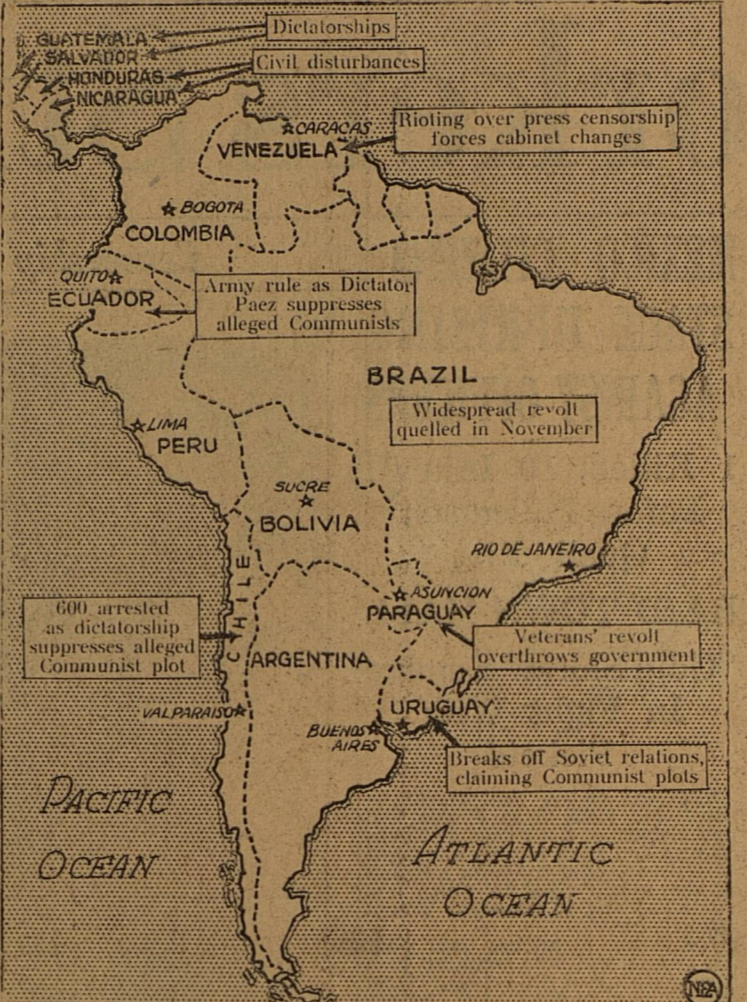 Dictatorships
GUATEMALA
SALVADOR
Civil disturbances
HONDURAS
NICARAGUA
CARACAS
Rioting over press censorship
forces cabinet changes
VENEZUELA
BOGOTA
COLOMBIA
QUITO
ECUADOR
Army rule as Dictator
Paez suppresses
alleged Communists
BRAZIL
Widespread revolt
quelled in November
LIMA
PERU
SUCRE
BOLIVIA
RIO DE JANEIRO
CHILE
ASUNCION
PARAGUAY
600 arrested
as dictatorship
suppresses alleged
Communist plot
Veterans' revolt
overthrows government
ARGENTINA
VALPARAISO
URUGUAY
BUENOS
AIRES
Breaks off Soviet relations,
claiming Communist plots
PACIFIC
OCEAN
ATLANTIC
OCEAN
NEA